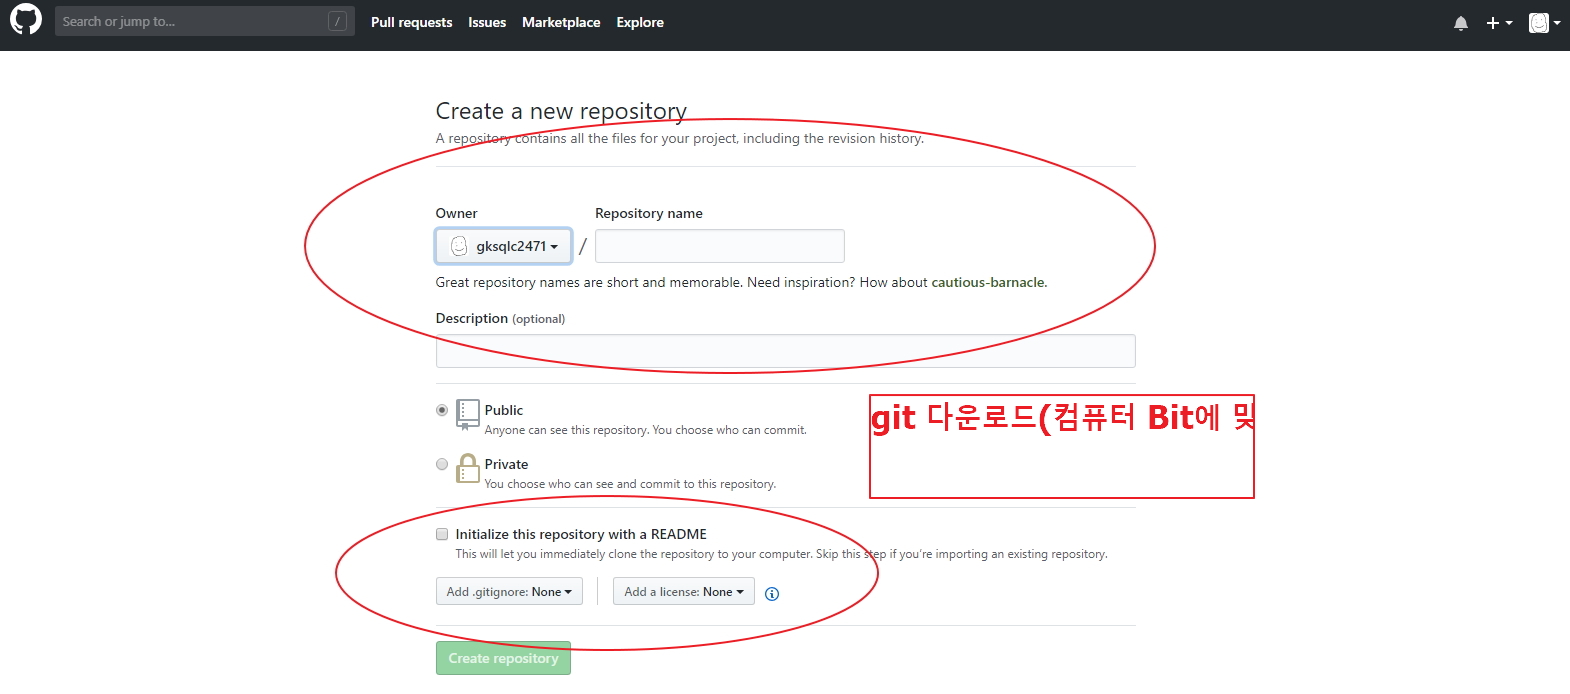 Search or jump to... /
Pull requests Issues Marketplace Explore
Create a new repository
A repository contains all the files for your project, including the revision history.
Owner Repository name
gksqlc2471 /
Great repository names are short and memorable. Need inspiration? How about cautious-barnacle.
Description (optional)
Public
Anyone can see this repository. You choose who can commit.
git 다운로드(컴퓨터 Bit에
Private
You choose who can see and commit to this repository.
Initialize this repository with a README
This will let you immediately clone the repository to your computer. Skip this step if you're importing an existing repository.
Add .gitignore: None Add a license: None
Create repository